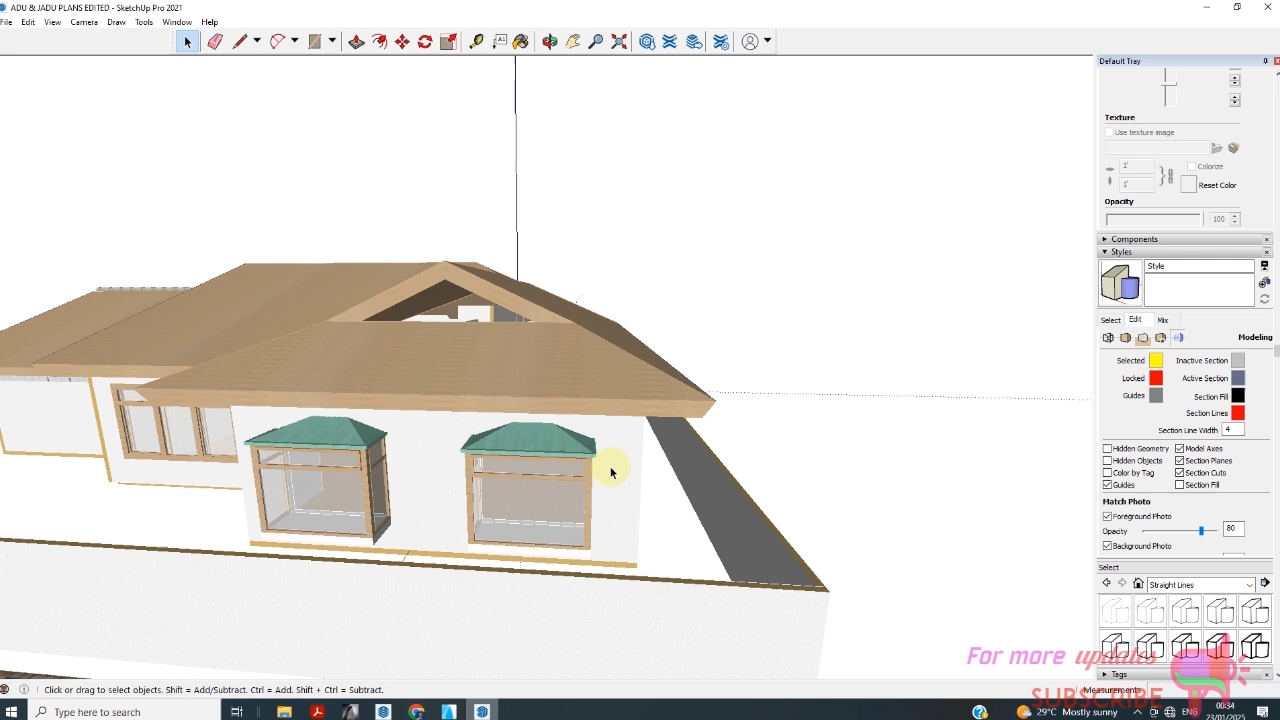 ADU & JADU PLANS EDITED - SketchUp Pro 2021
File Edit View Camera Draw Tools Window Help
Default Tray
Texture
Use texture image
1' Colorize
1' Reset Color
Opacity
100
Components
Styles
Style
Select Edit Mix
Modeling
Selected Inactive Section
Locked Active Section
Guides Section Fill
Section Lines
Section Line Width 4
Hidden Geometry Model Axes
Hidden Objects Section Planes
Color by Tag Section Cuts
Guides Section Fill
Match Photo
Foreground Photo
Opacity 80
Background Photo
Select
Straight Lines
For more updates
Tags
Click or drag to select objects. Shift = Add/Subtract. Ctrl = Add. Shift + Ctrl = Subtract.
Measurements
SUBSCRIBE
Type here to search
29°C Mostly sunny
ENG
00:34
23/01/2025